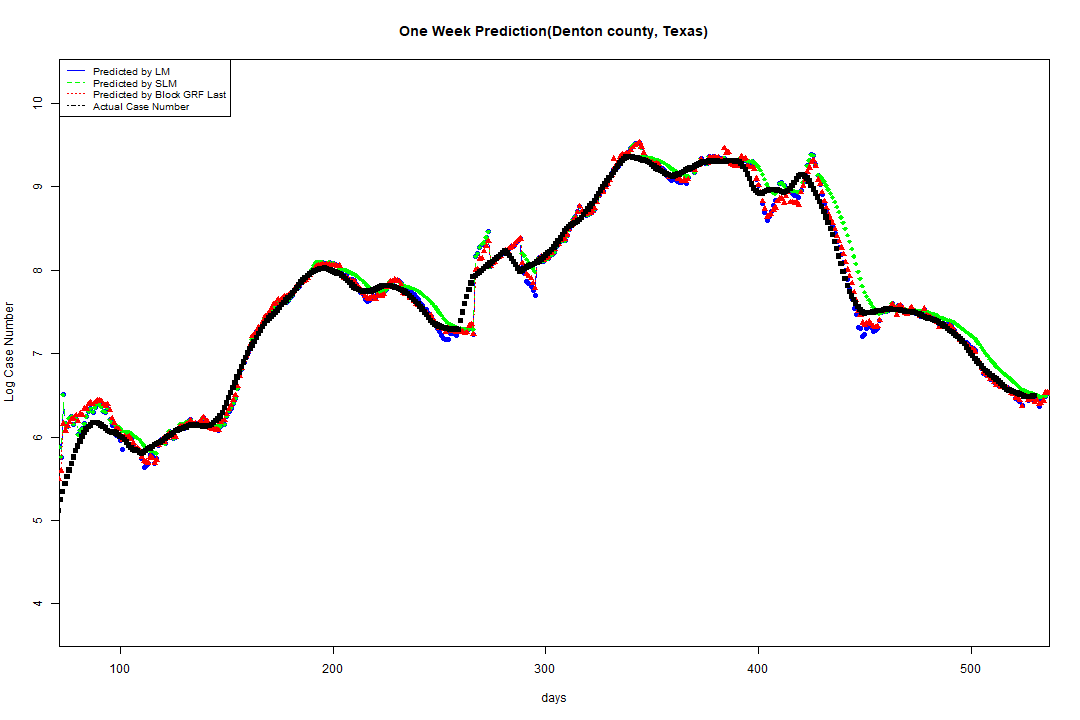 One Week Prediction(Denton county, Texas)
Predicted by LM
Predicted by SLM
Predicted by Block GRF Last
Actual Case Number
Log Case Number
10
9
8
7
6
5
4
100 200 300 400 500
days